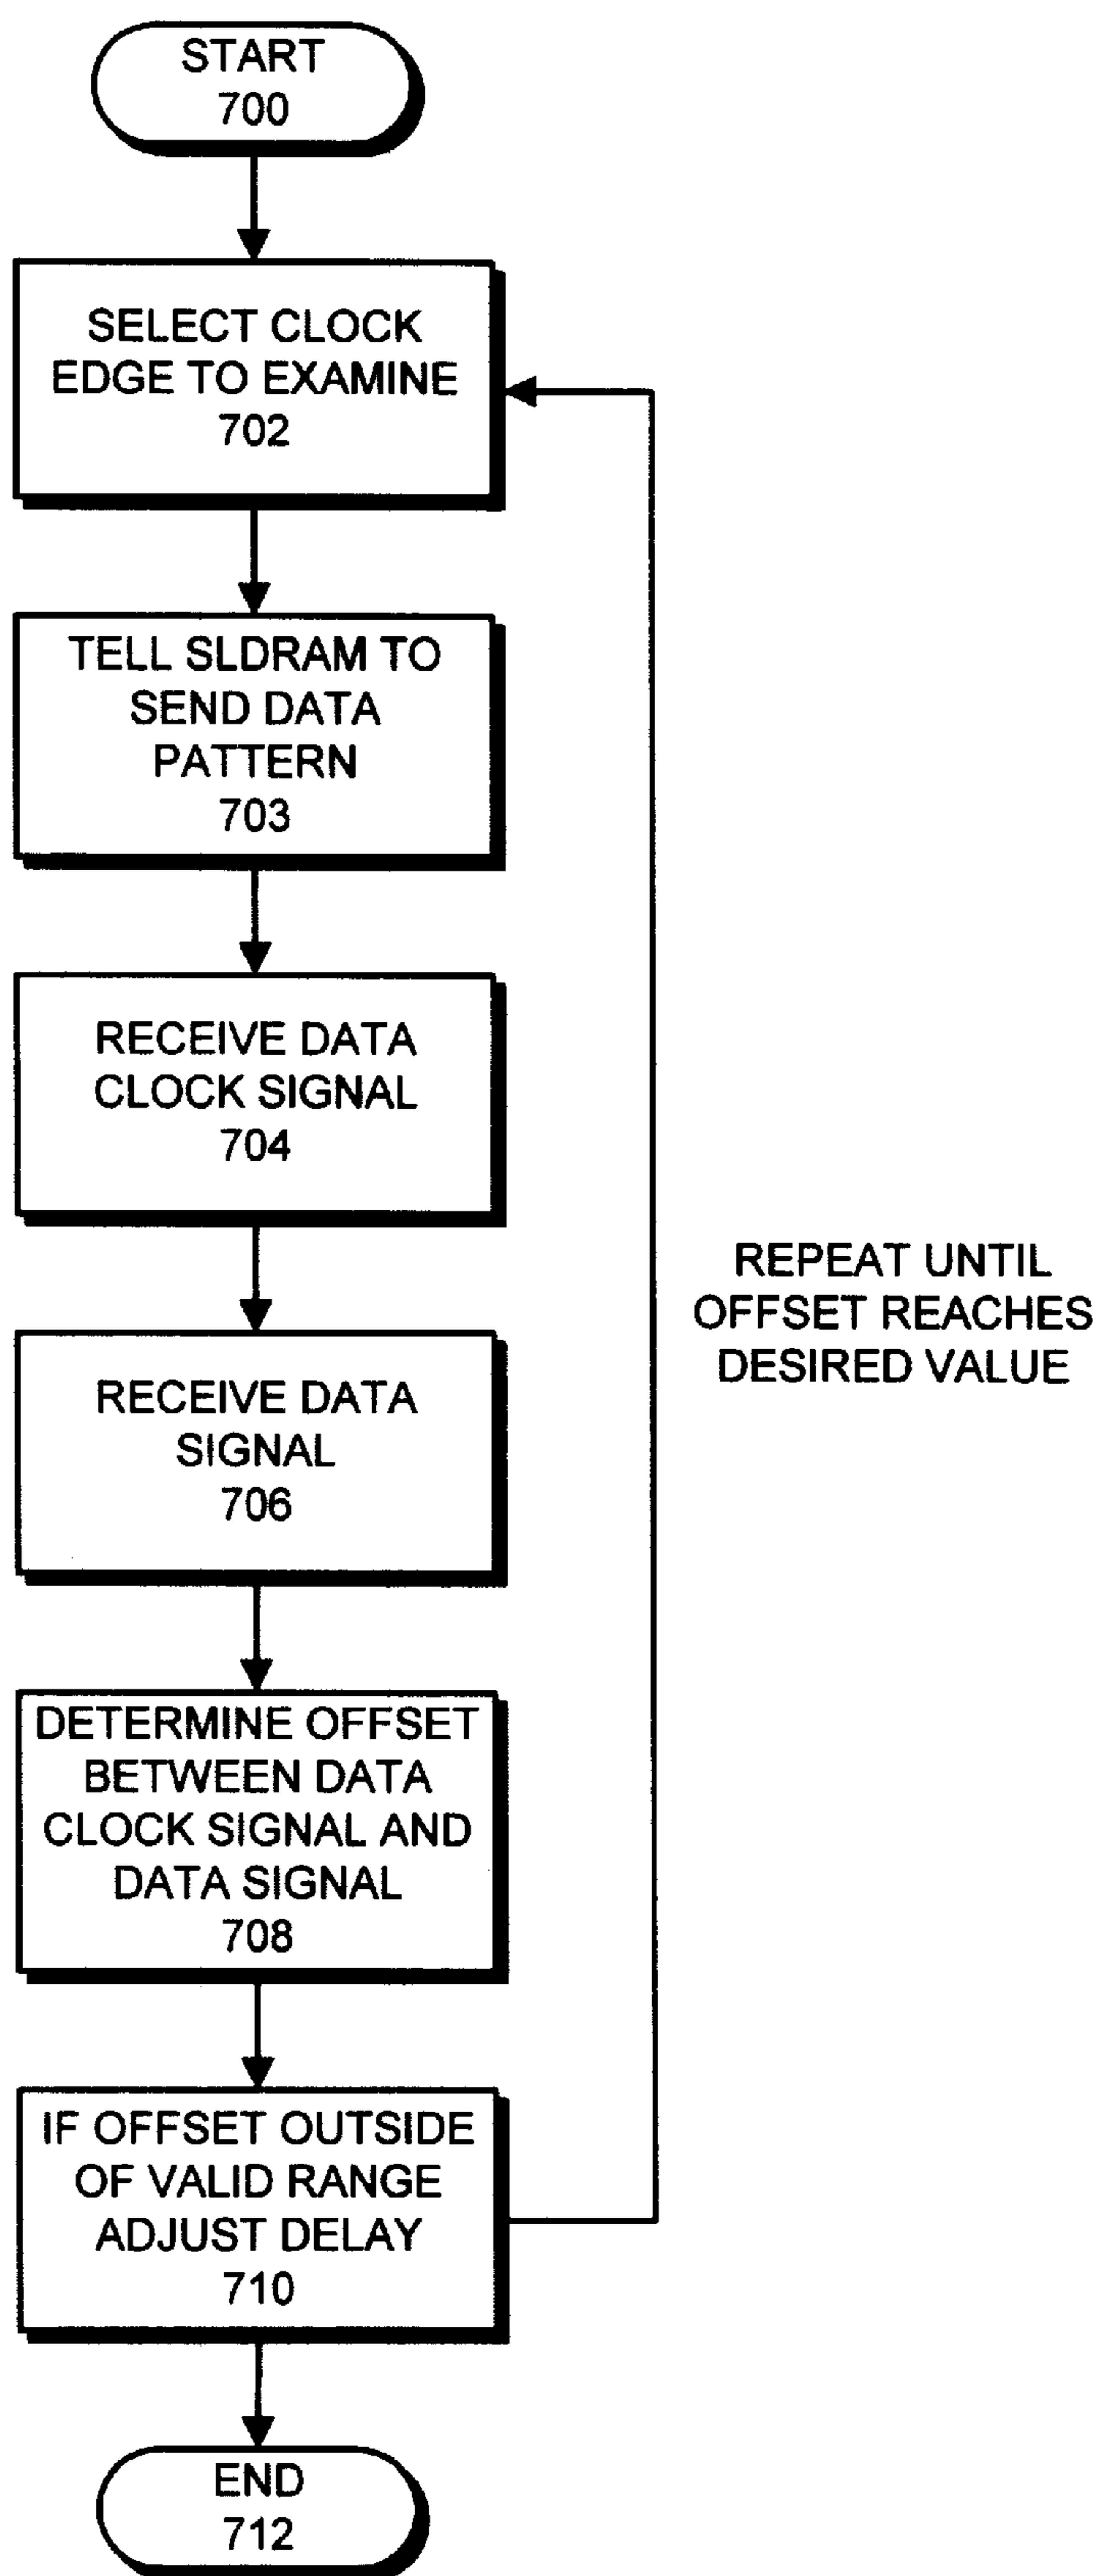 START
700
SELECT CLOCK
EDGE TO EXAMINE
702
TELL SLDRAM TO
SEND DATA
PATTERN
703
RECEIVE DATA
CLOCK SIGNAL
704
RECEIVE DATA
SIGNAL
706
DETERMINE OFFSET
BETWEEN DATA
CLOCK SIGNAL AND
DATA SIGNAL
708
IF OFFSET OUTSIDE
OF VALID RANGE
ADJUST DELAY
710
END
712
REPEAT UNTIL
OFFSET REACHES
DESIRED VALUE